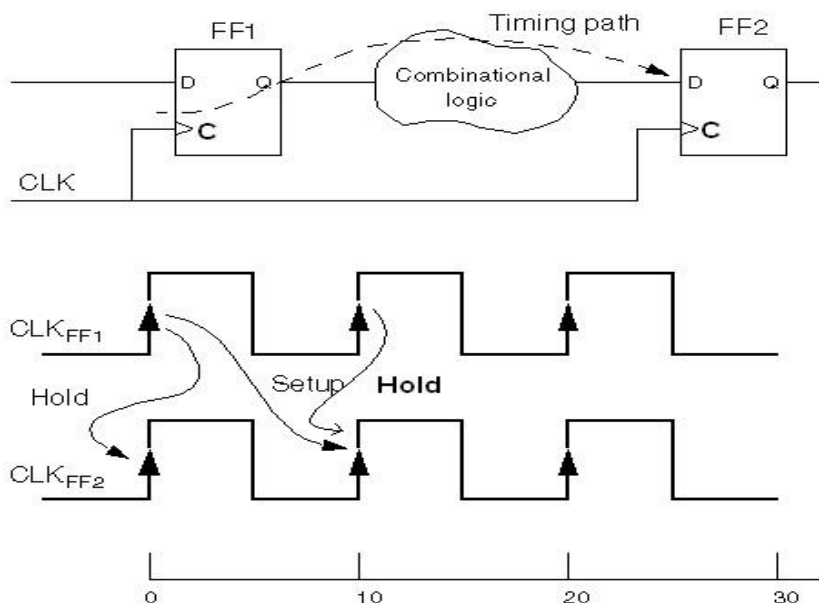 FF1
Timing path
FF2
D
Q
Combinational
logic
D
Q
C
C
CLK
CLKFF1
Hold
Setup
Hold
CLKFF2
0
10
20
30